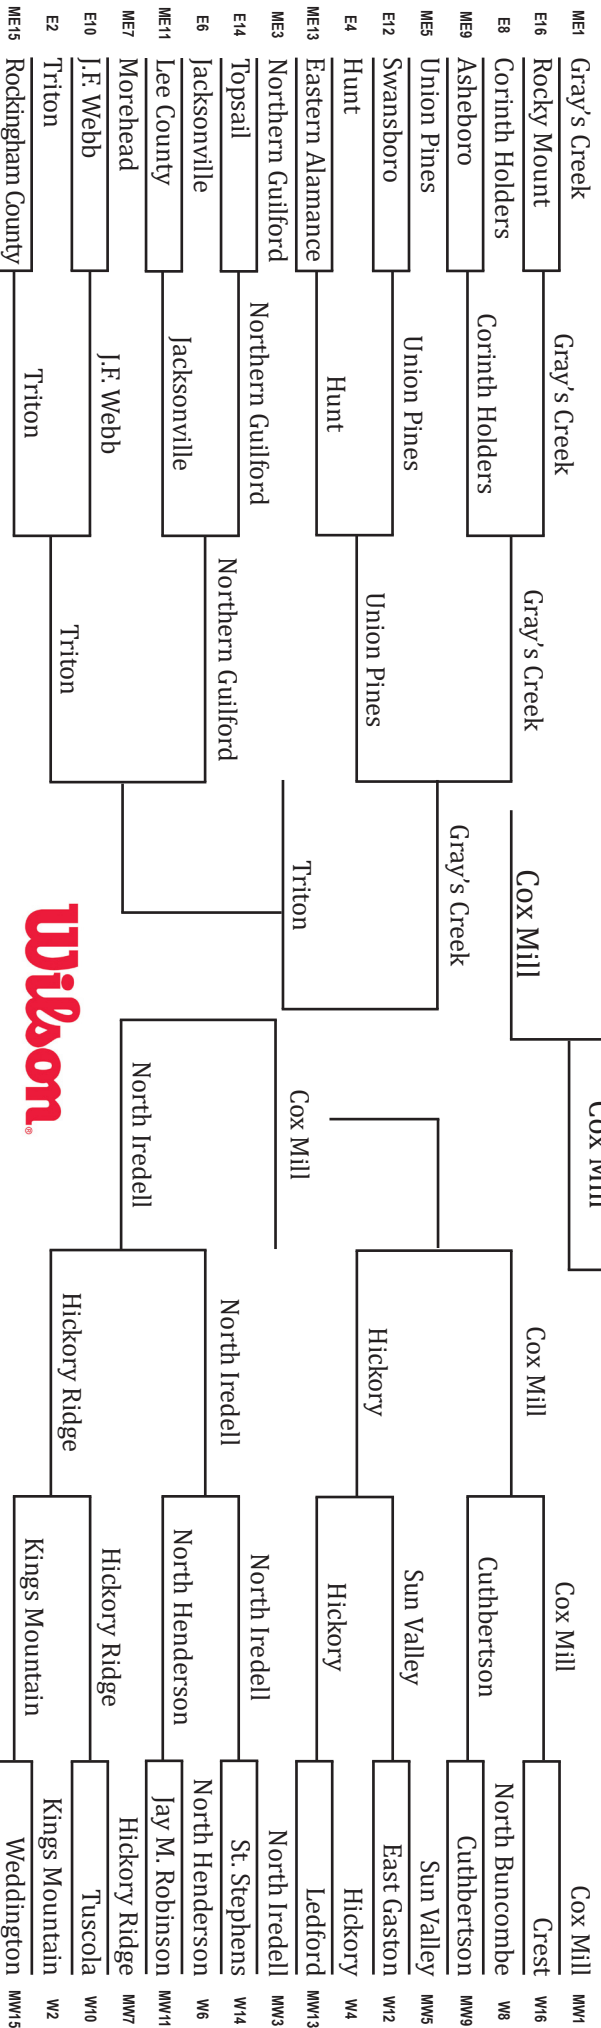 ME1 Gray's Creek
E16 Rocky Mount
E8 Corinth Holders
ME9 Asheboro
ME5 Union Pines
E12 Swansboro
E4 Hunt
ME13 Eastern Alamance
ME3 Northern Guilford
E14 Topsail
E6 Jacksonville
ME11 Lee County
ME7 Morehead
E10 J.F. Webb
E2 Triton
ME15 Rockingham County
Gray's Creek
Corinth Holders
Union Pines
Hunt
Northern Guilford
Jacksonville
J.F. Webb
Triton
Gray's Creek
Union Pines
Northern Guilford
Triton
Gray's Creek
Triton
Cox Mill
Cox Mill
Wilson®
Cox Mill
North Iredell
Cox Mill
Hickory
North Iredell
Hickory Ridge
Cox Mill
Cuthbertson
Sun Valley
Hickory
North Iredell
North Henderson
Hickory Ridge
Kings Mountain
Cox Mill MW1
Crest W16
North Buncombe W8
Cuthbertson MW9
Sun Valley MW5
East Gaston W12
Hickory W4
Ledford MW13
North Iredell MW3
St. Stephens W14
North Henderson W6
Jay M. Robinson MW11
Hickory Ridge MW7
Tuscola W10
Kings Mountain W2
Weddington MW15